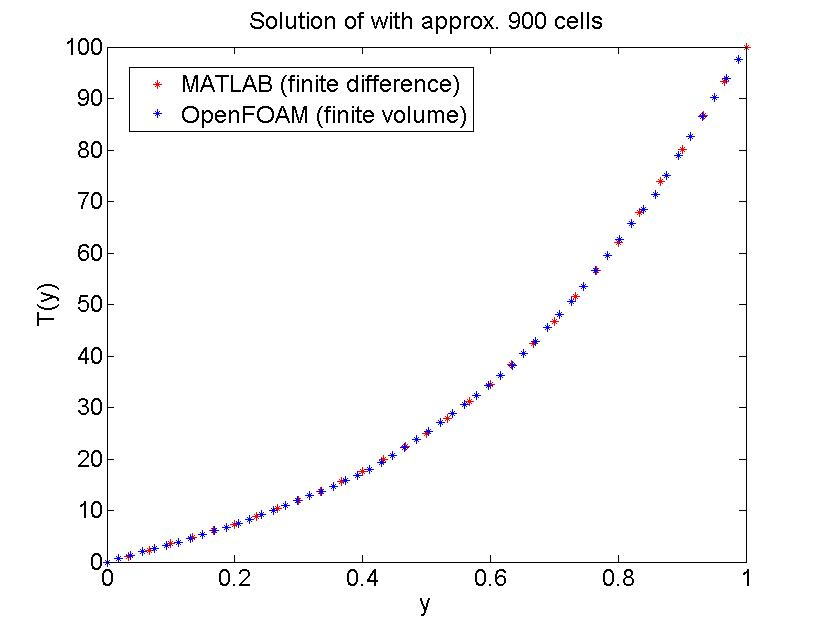 Solution of with approx. 900 cells
MATLAB (finite difference)
OpenFOAM (finite volume)
100
90
80
70
60
50
40
30
20
10
0
T(y)
0 0.2 0.4 0.6 0.8 1
y